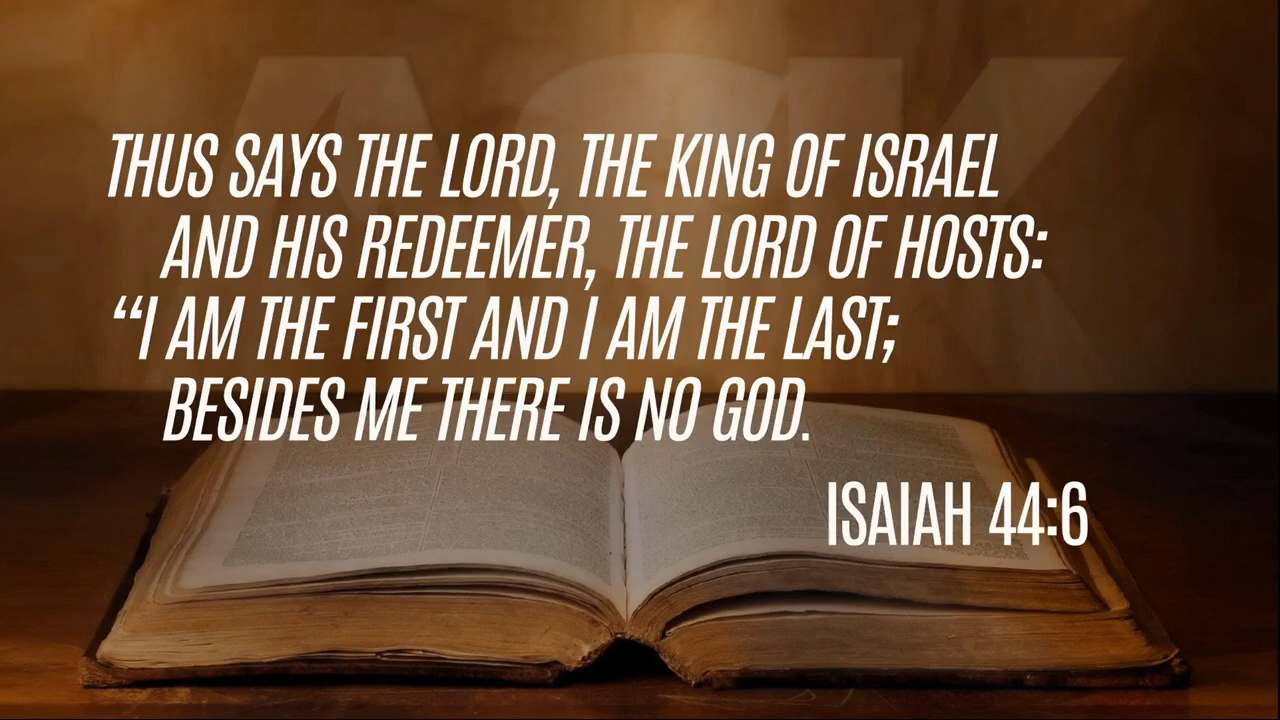 ASK
THUS SAYS THE LORD, THE KING OF ISRAEL
AND HIS REDEEMER, THE LORD OF HOSTS:
“I AM THE FIRST AND I AM THE LAST;
BESIDES ME THERE IS NO GOD.
ISAIAH 44:6